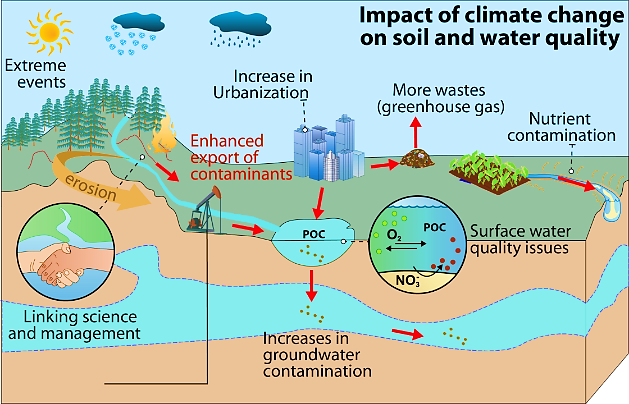 Impact of climate change
on soil and water quality
Extreme
events
Increase in
Urbanization
More wastes
(greenhouse gas)
Nutrient
contamination
Enhanced
export of
contaminants
erosion
POC
O2
POC
NO3-
Surface water
quality issues
Linking science
and management
Increases in
groundwater
contamination